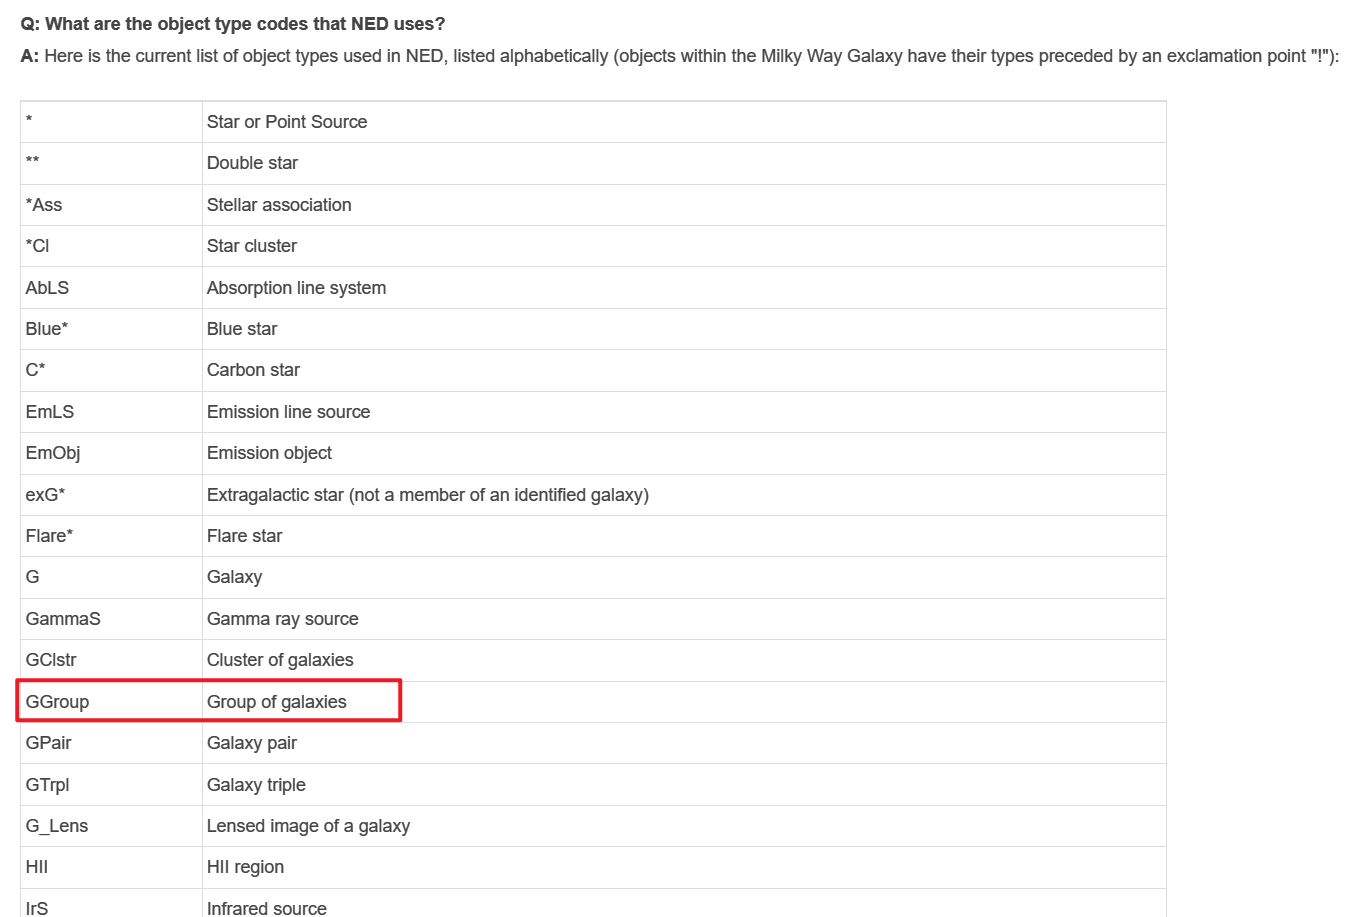 Q: What are the object type codes that NED uses?
A: Here is the current list of object types used in NED, listed alphabetically (objects within the Milky Way Galaxy have their types preceded by an exclamation point "!"):
* Star or Point Source
** Double star
*Ass Stellar association
*Cl Star cluster
AbLS Absorption line system
Blue* Blue star
C* Carbon star
EmLS Emission line source
EmObj Emission object
exG* Extragalactic star (not a member of an identified galaxy)
Flare* Flare star
G Galaxy
GammaS Gamma ray source
GClstr Cluster of galaxies
GGroup Group of galaxies
GPair Galaxy pair
GTrpl Galaxy triple
G_Lens Lensed image of a galaxy
HII HII region
IrS Infrared source